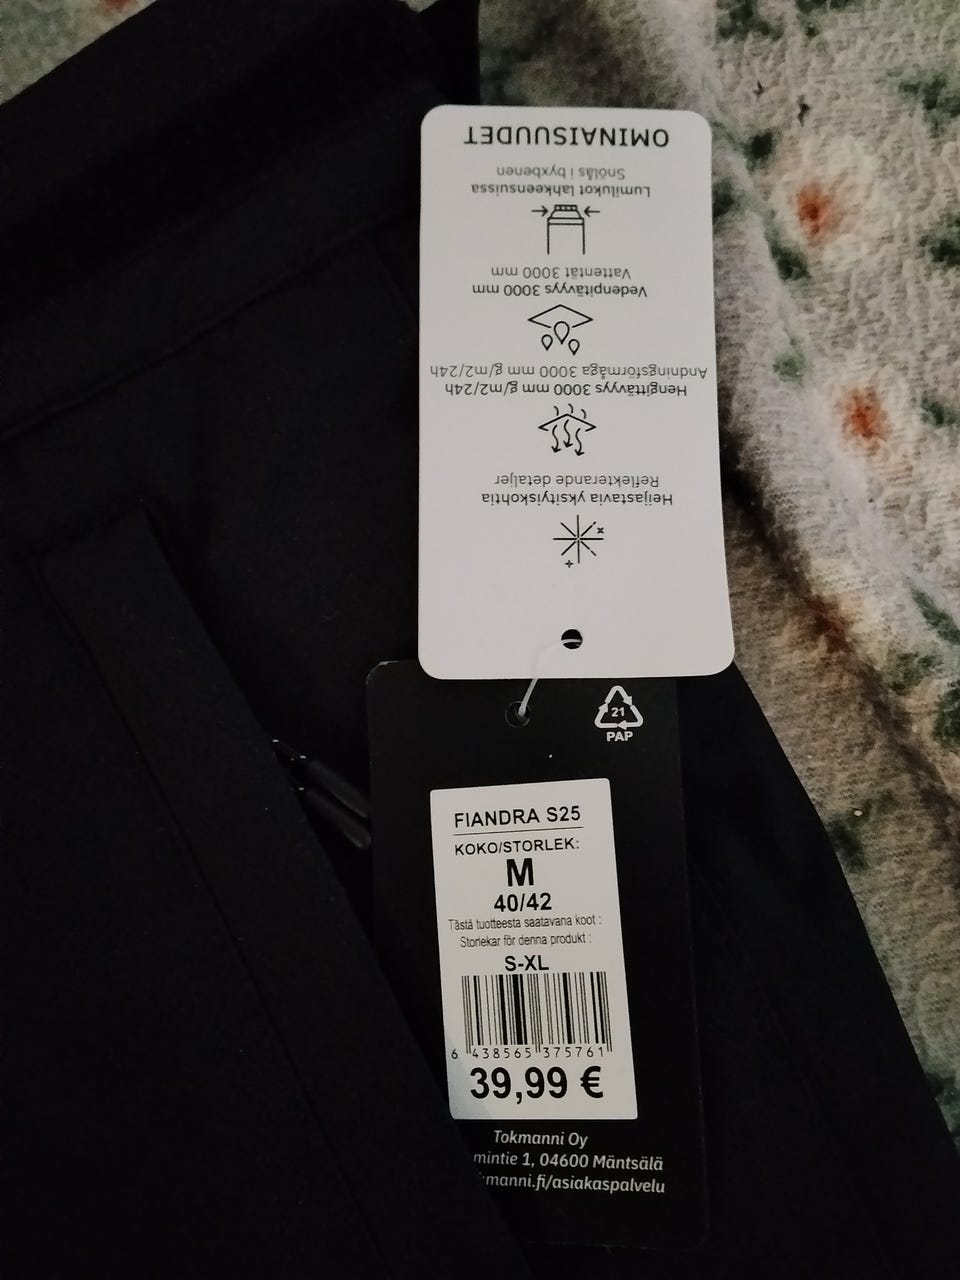 OMINAISUUDET
Lumilukot lahkeensuissa
Snölås i byxbenen
Vedenpitävyys 3000 mm
Vattentät 3000 mm
Hengittävyys 3000 mm g/m2/24h
Andningsförmåga 3000 mm g/m2/24h
Heijastavia yksityiskohtia
Reflekterande detaljer
21
PAP
FIANDRA S25
KOKO/STORLEK:
M
40/42
Tästä tuotteesta saatavana koot :
Storlekar för denna produkt :
S-XL
6 438565 375761
39,99 €
Tokmanni Oy
1, 04600 Mäntsälä